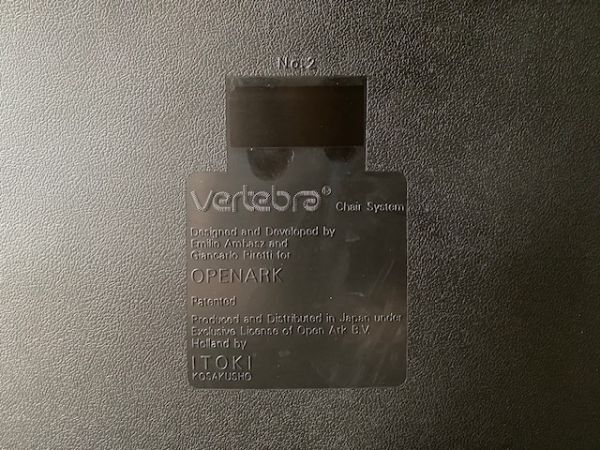 No.2
vertebra® Chair System
Designed and Developed by
Emilio Ambasz and
Giancarlo Piretti for
OPENARK
Patented
Produced and Distributed in Japan under
Exclusive License of Open Ark B.V.
Holland by
ITOKI
KOSAKUSHO